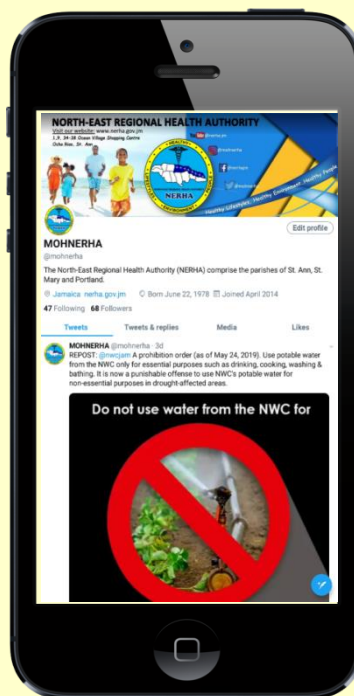 NORTH-EAST REGIONAL HEALTH AUTHORITY
Visit our website: www.nerha.gov.jm
Ocho Rios, St. Ann
NERHA
Healthy Lifestyles, Healthy Environment, Healthy People
Edit profile
MOHNERHA
@mohnerha
The North-East Regional Health Authority (NERHA) comprise the parishes of St. Ann, St.
Mary and Portland.
Jamaica nerha.gov.jm Born June 22, 1978 Joined April 2014
47 Following 68 Followers
Tweets Tweets & replies Media Likes
MOHNERHA @mohnerha · 3d
REPOST: @nwcjam A prohibition order (as of May 24, 2019). Use potable water
from the NWC only for essential purposes such as drinking, cooking, washing &
bathing. It is now a punishable offense to use NWC's potable water for
non-essential purposes in drought-affected areas.
Do not use water from the NWC for